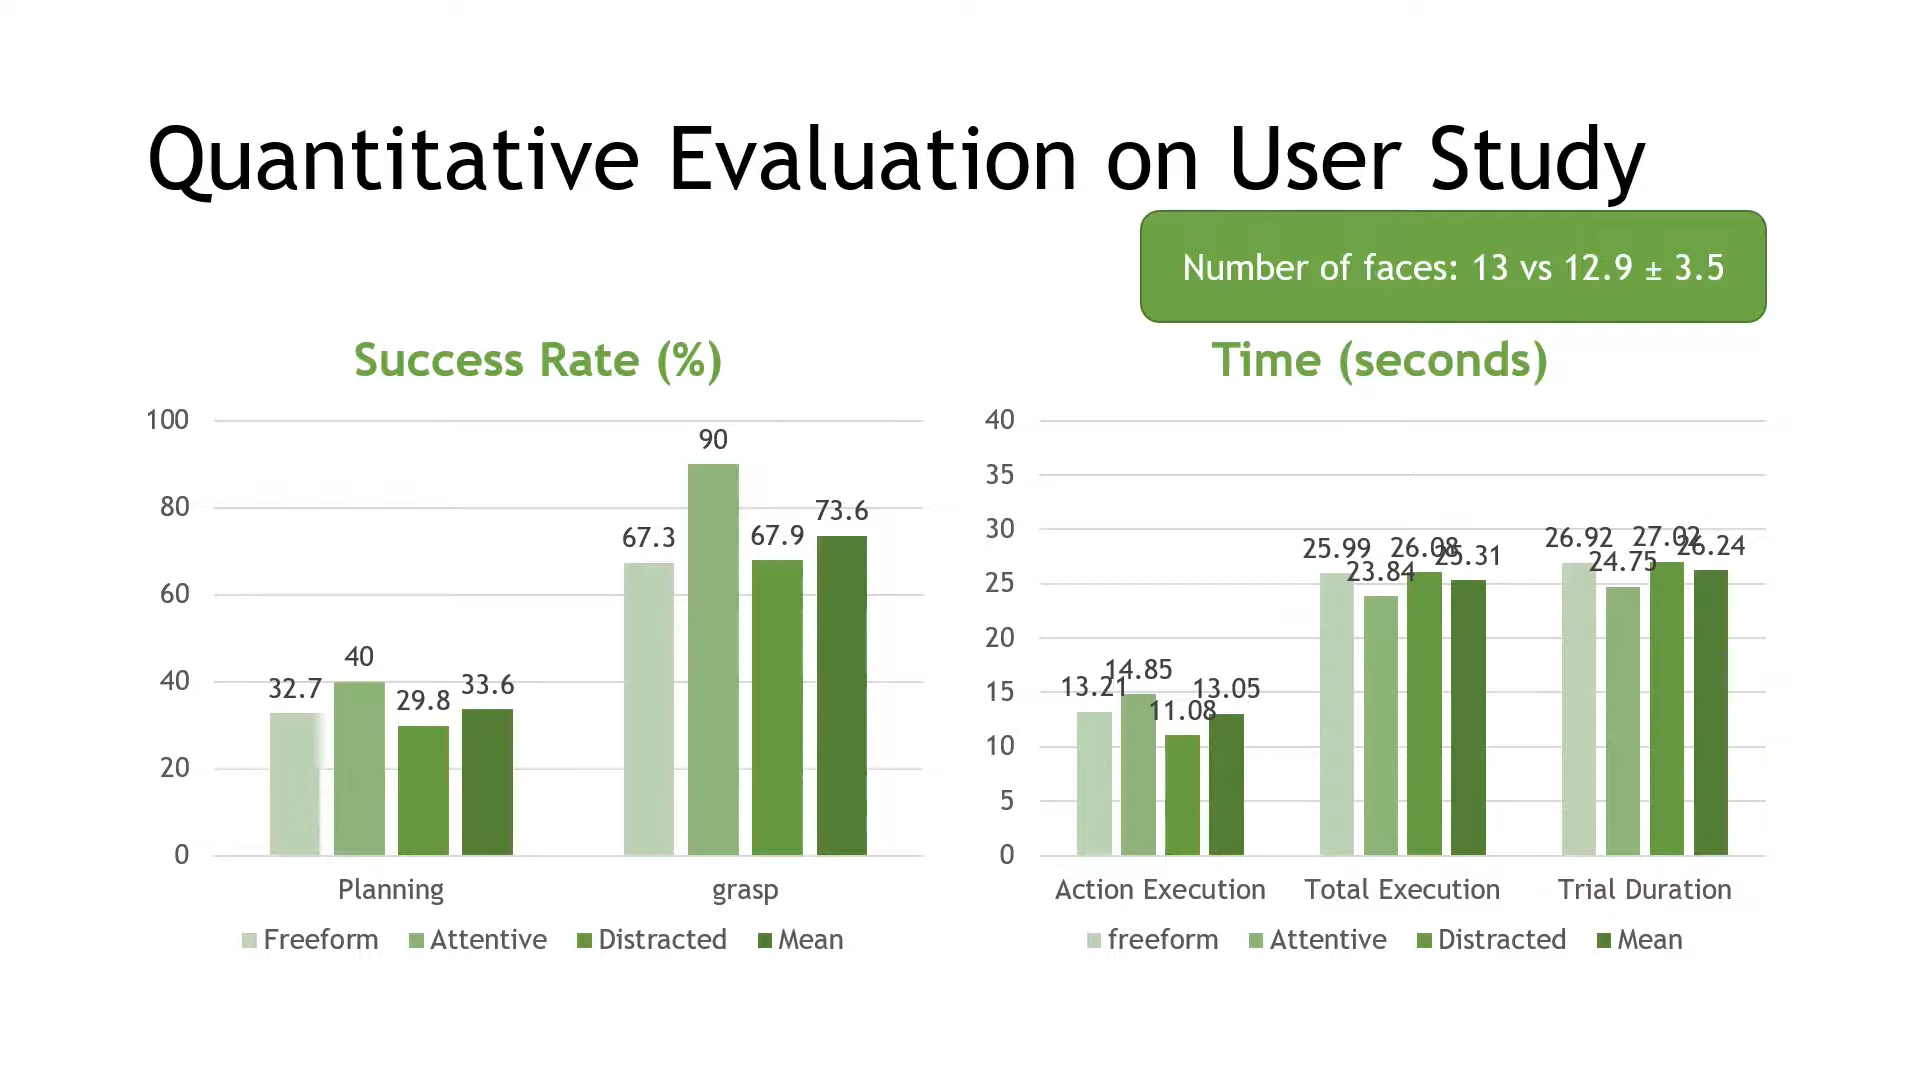 Quantitative Evaluation on User Study
Number of faces: 13 vs 12.9 ± 3.5
Success Rate (%)
100
80
60
40
20
0
32.7
40
29.8
33.6
67.3
90
67.9
73.6
Planning
grasp
Freeform
Attentive
Distracted
Mean
Time (seconds)
40
35
30
25
20
15
10
5
0
13.21
14.85
11.08
13.05
25.99
23.84
26.08
25.31
26.92
24.75
27.02
26.24
Action Execution
Total Execution
Trial Duration
freeform
Attentive
Distracted
Mean